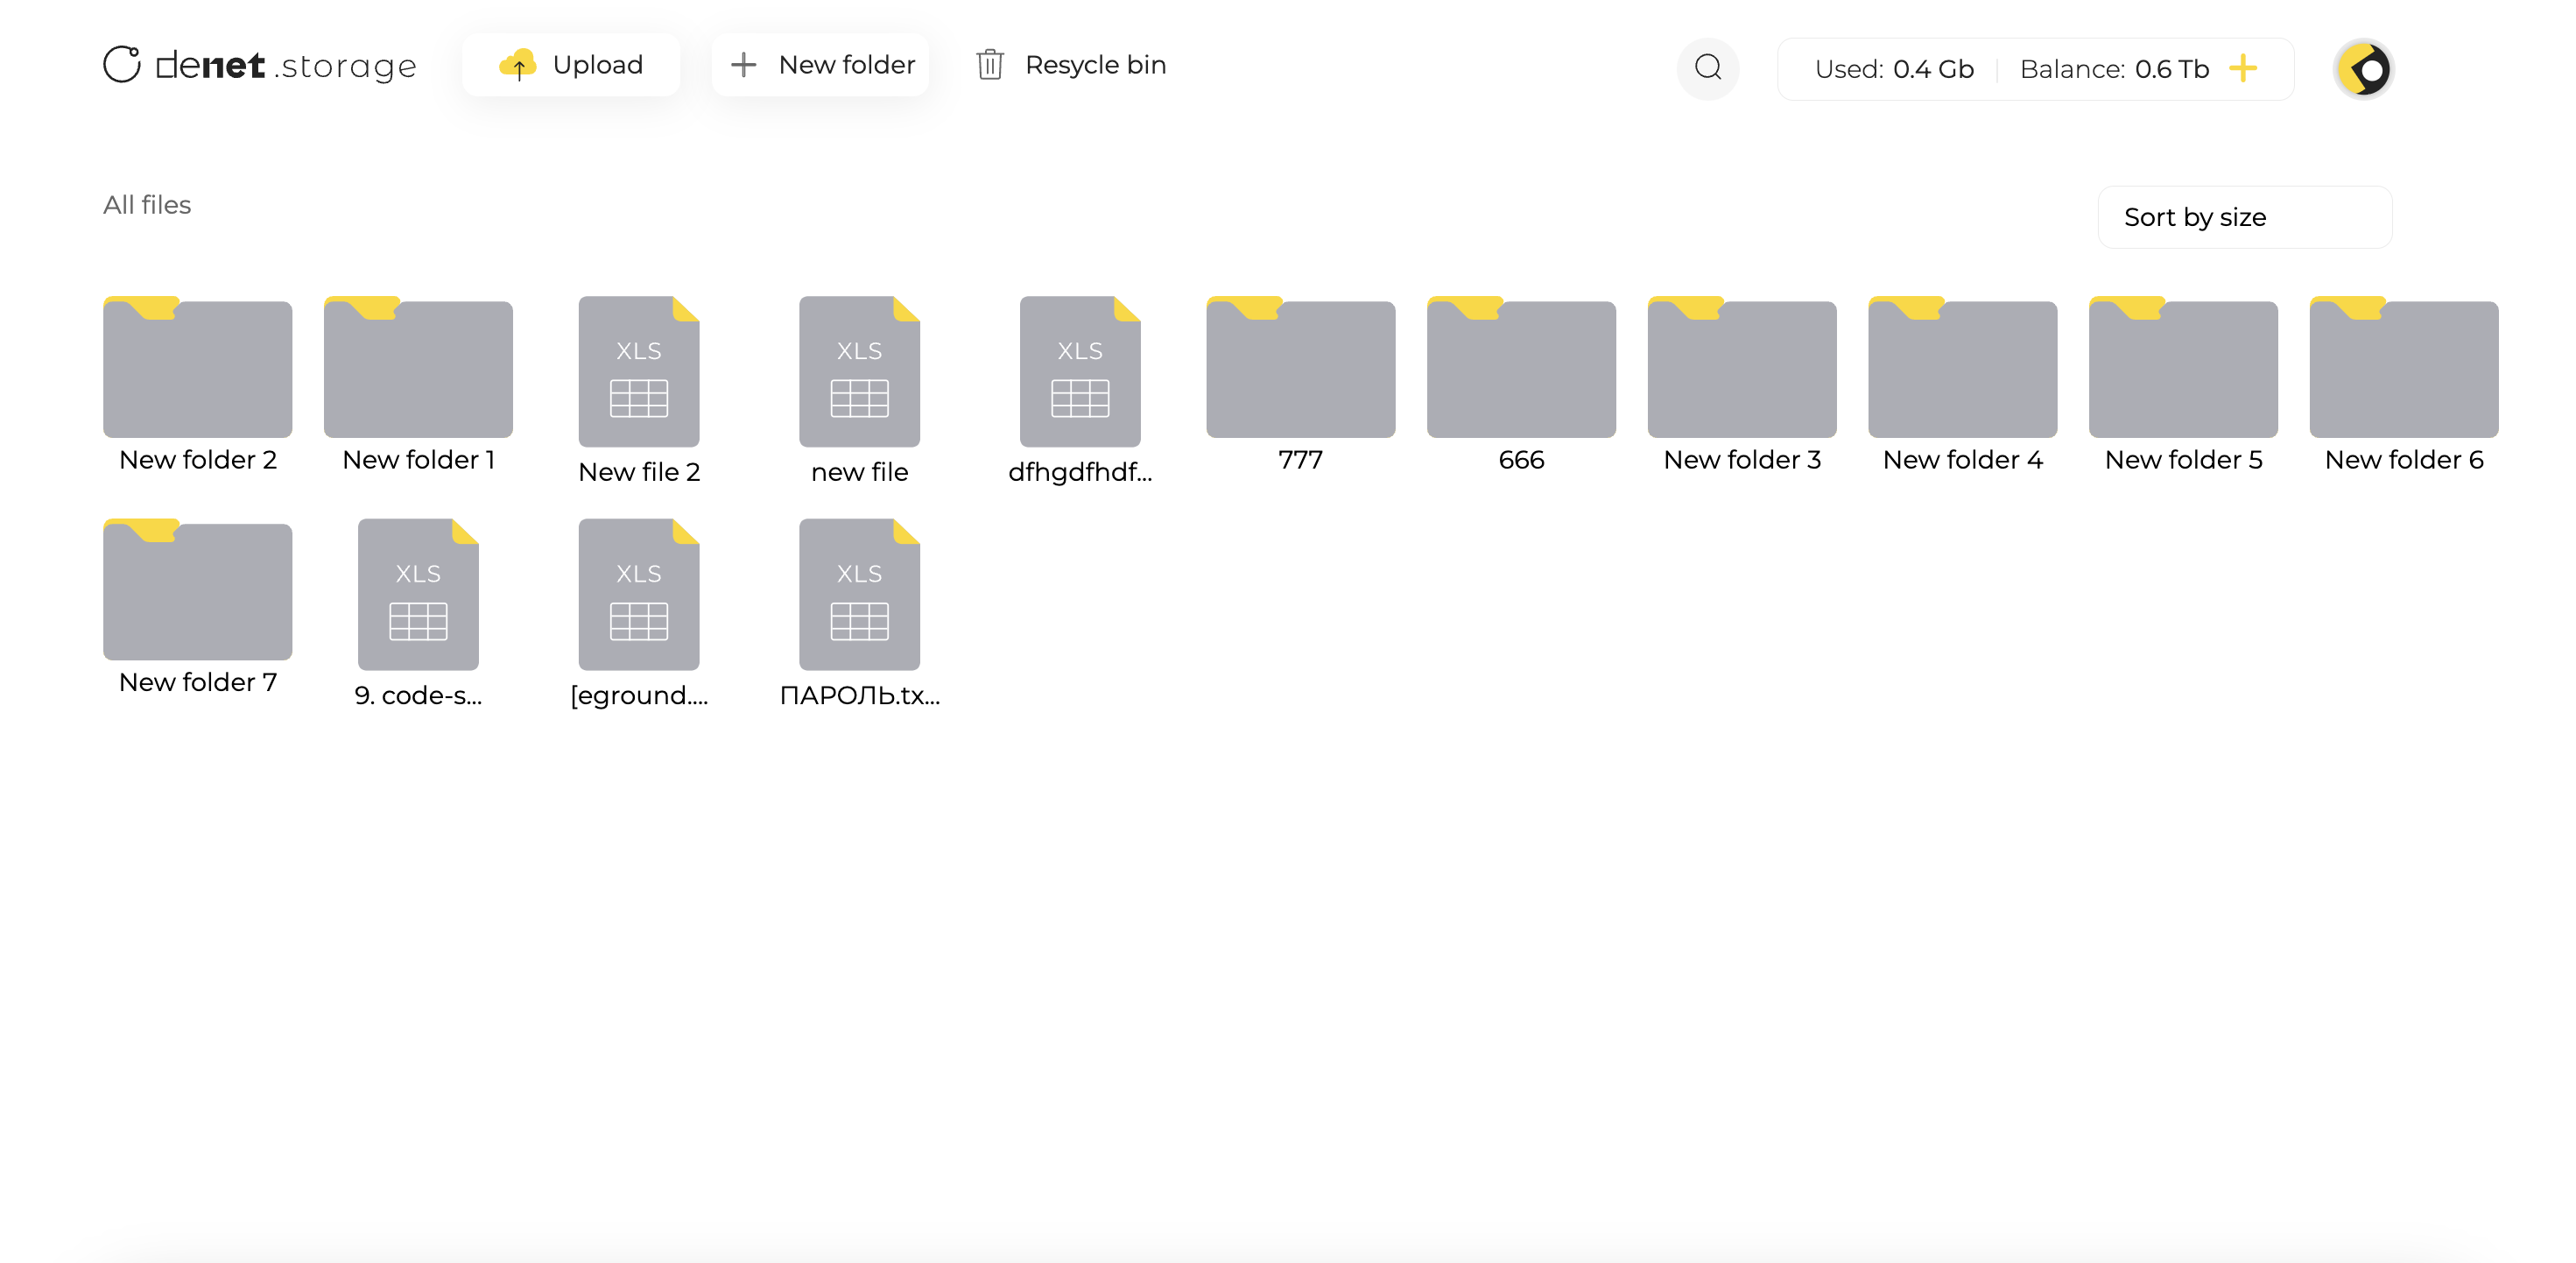 denet .storage
Upload
New folder
Resycle bin
Used: 0.4 Gb
Balance: 0.6 Tb
All files
Sort by size
XLS
XLS
XLS
New folder 2
New folder 1
New file 2
new file
dfhgdfhdf...
777
666
New folder 3
New folder 4
New folder 5
New folder 6
XLS
XLS
XLS
New folder 7
9. code-s...
[eground....
ПАРОЛЬ.tx...